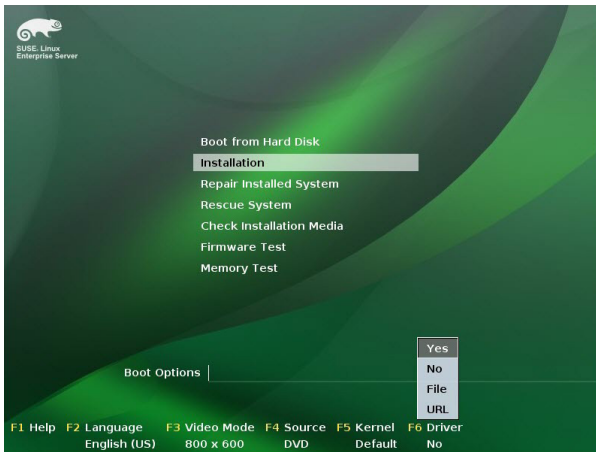 SUSE. Linux
Enterprise Server
Boot from Hard Disk
Installation
Repair Installed System
Rescue System
Check Installation Media
Firmware Test
Memory Test
Yes
No
File
URL
Boot Options
F1 Help F2 Language F3 Video Mode F4 Source F5 Kernel F6 Driver
English (US) 800 x 600 DVD Default No